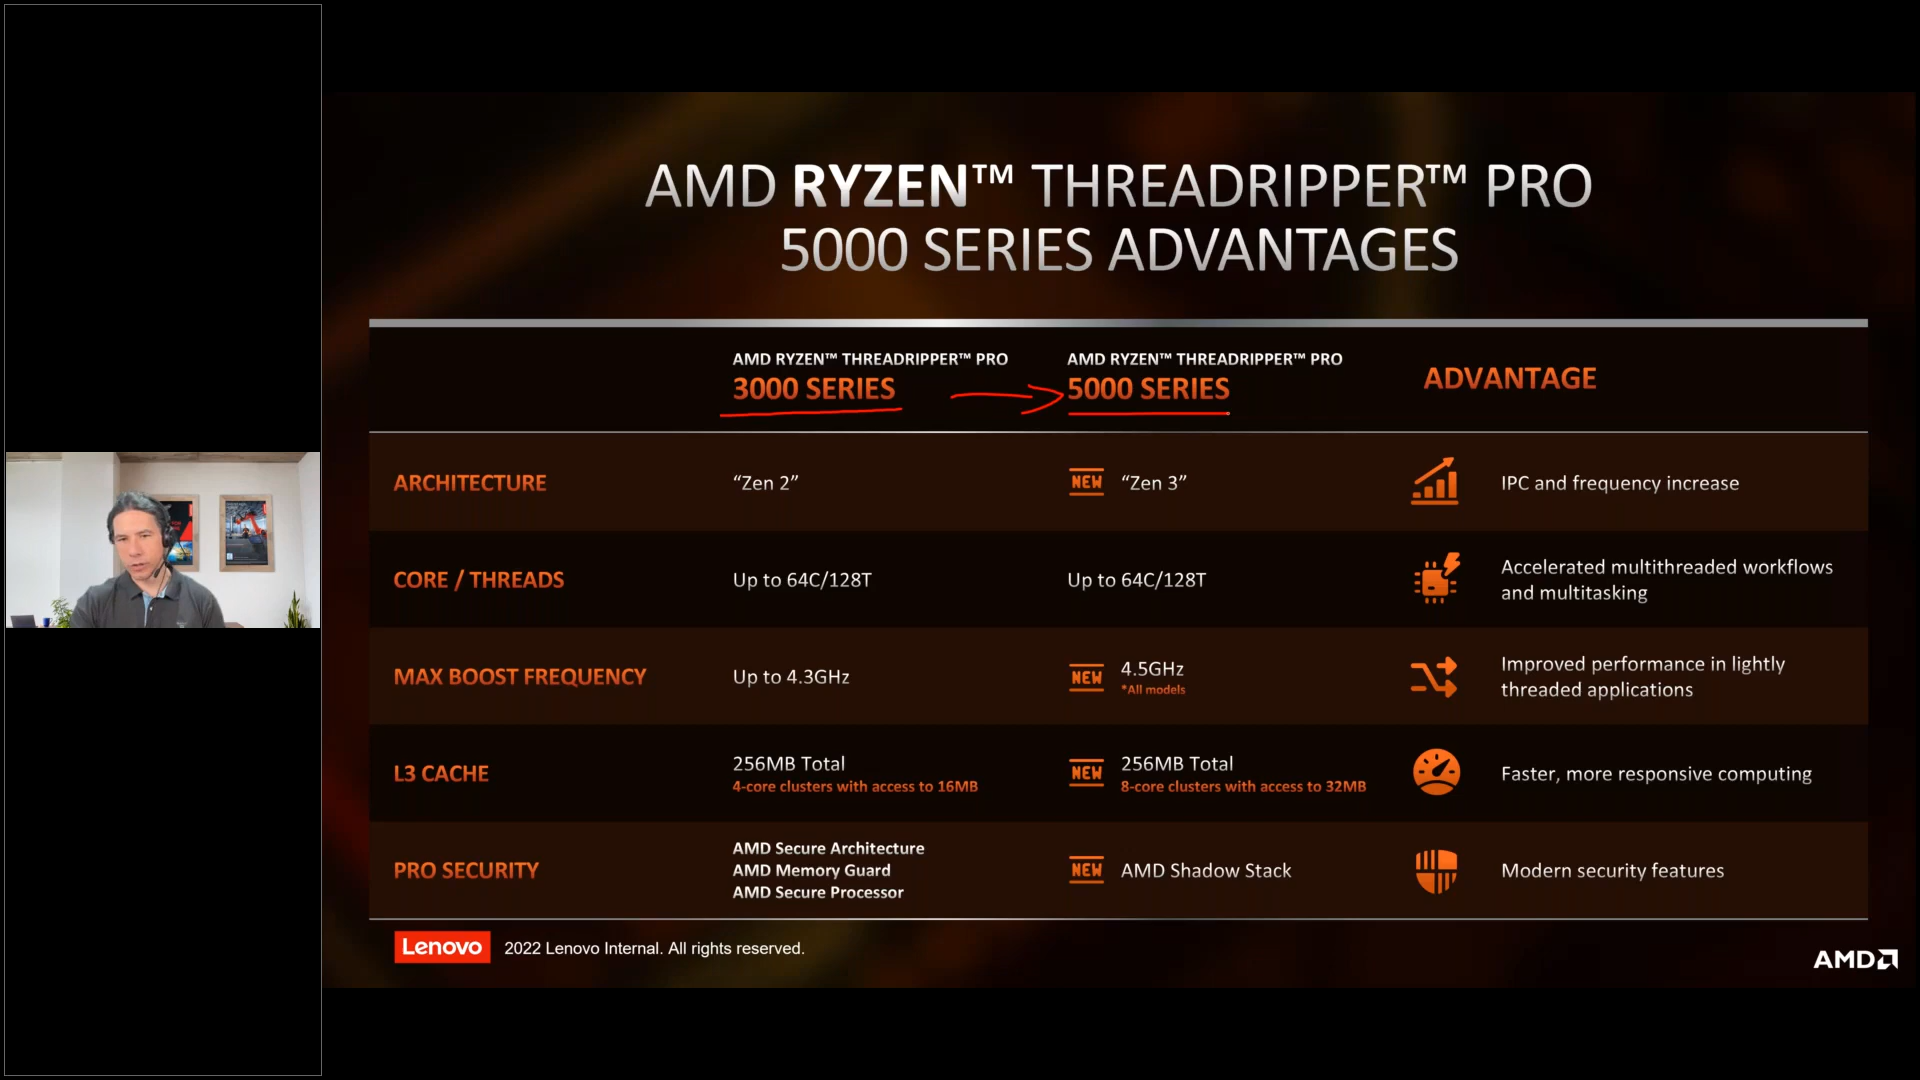 AMD RYZEN™ THREADRIPPER™ PRO
5000 SERIES ADVANTAGES
AMD RYZEN™ THREADRIPPER™ PRO
3000 SERIES
AMD RYZEN™ THREADRIPPER™ PRO
5000 SERIES
ADVANTAGE
ARCHITECTURE
“Zen 2”
NEW
“Zen 3”
IPC and frequency increase
CORE / THREADS
Up to 64C/128T
Up to 64C/128T
Accelerated multithreaded workflows
and multitasking
MAX BOOST FREQUENCY
Up to 4.3GHz
NEW
4.5GHz
*All models
Improved performance in lightly
threaded applications
L3 CACHE
256MB Total
4-core clusters with access to 16MB
NEW
256MB Total
8-core clusters with access to 32MB
Faster, more responsive computing
PRO SECURITY
AMD Secure Architecture
AMD Memory Guard
AMD Secure Processor
NEW
AMD Shadow Stack
Modern security features
Lenovo
2022 Lenovo Internal. All rights reserved.
AMD